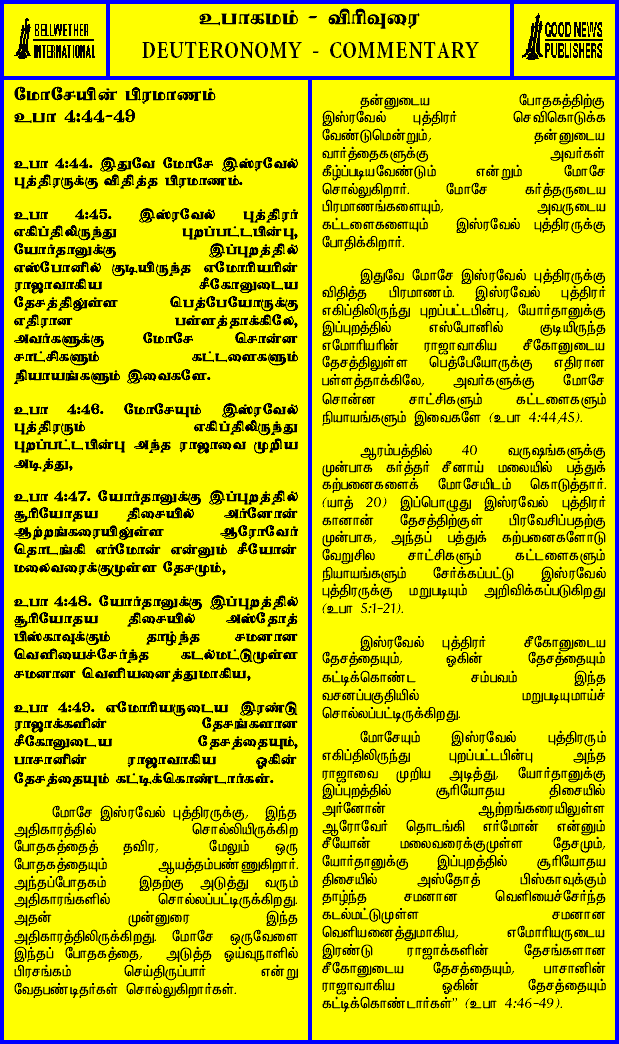 BELLWETHER
INTERNATIONAL
உபாகமம் - விரிவுரை
DEUTERONOMY - COMMENTARY
GOOD NEWS
PUBLISHERS
மோசேயின் பிரமாணம்
உபா 4:44-49
உபா 4:44. இதுவே மோசே இஸ்ரவேல்
புத்திரருக்கு விதித்த பிரமாணம்.
உபா 4:45. இஸ்ரவேல் புத்திரர்
எகிப்திலிருந்து புறப்பட்டபின்பு,
யோர்தானுக்கு இப்புறத்தில்
எஸ்போனில் குடியிருந்த எமோரியரின்
ராஜாவாகிய சீகோனுடைய
தேசத்திலுள்ள பெத்பேயோருக்கு
எதிரான பள்ளத்தாக்கிலே,
அவர்களுக்கு மோசே சொன்ன
சாட்சிகளும் கட்டளைகளும்
நியாயங்களும் இவைகளே.
உபா 4:46. மோசேயும் இஸ்ரவேல்
புத்திரரும் எகிப்திலிருந்து
புறப்பட்டபின்பு அந்த ராஜாவை முறிய
அடித்து,
உபா 4:47. யோர்தானுக்கு இப்புறத்தில்
சூரியோதய திசையில் அர்னோன்
ஆற்றங்கரையிலுள்ள ஆரோவேர்
தொடங்கி எர்மோன் என்னும் சீயோன்
மலைவரைக்குமுள்ள தேசமும்,
உபா 4:48. யோர்தானுக்கு இப்புறத்தில்
சூரியோதய திசையில் அஸ்தோத்
பிஸ்காவுக்கும் தாழ்ந்த சமனான
வெளியைச்சேர்ந்த கடல்மட்டுமுள்ள
சமனான வெளியனைத்துமாகிய,
உபா 4:49. எமோரியருடைய இரண்டு
ராஜாக்களின் தேசங்களான
சீகோனுடைய தேசத்தையும்,
பாசானின் ராஜாவாகிய ஓகின்
தேசத்தையும் கட்டிக்கொண்டார்கள்.
மோசே இஸ்ரவேல் புத்திரருக்கு, இந்த
அதிகாரத்தில் சொல்லியிருக்கிற
போதகத்தைத் தவிர, மேலும் ஒரு
போதகத்தையும் ஆயத்தம்பண்ணுகிறார்.
அந்தப்போதகம் இதற்கு அடுத்து வரும்
அதிகாரங்களில் சொல்லப்பட்டிருக்கிறது.
அதன் முன்னுரை இந்த
அதிகாரத்திலிருக்கிறது. மோசே ஒருவேளை
இந்தப் போதகத்தை, அடுத்த ஓய்வுநாளில்
பிரசங்கம் செய்திருப்பார் என்று
வேதபண்டிதர்கள் சொல்லுகிறார்கள்.
தன்னுடைய போதகத்திற்கு
இஸ்ரவேல் புத்திரர் செவிகொடுக்க
வேண்டுமென்றும், தன்னுடைய
வார்த்தைகளுக்கு அவர்கள்
கீழ்ப்படியவேண்டும் என்றும் மோசே
சொல்லுகிறார். மோசே கர்த்தருடைய
பிரமாணங்களையும், அவருடைய
கட்டளைகளையும் இஸ்ரவேல் புத்திரருக்கு
போதிக்கிறார்.
இதுவே மோசே இஸ்ரவேல் புத்திரருக்கு
விதித்த பிரமாணம். இஸ்ரவேல் புத்திரர்
எகிப்திலிருந்து புறப்பட்டபின்பு, யோர்தானுக்கு
இப்புறத்தில் எஸ்போனில் குடியிருந்த
எமோரியரின் ராஜாவாகிய சீகோனுடைய
தேசத்திலுள்ள பெத்பேயோருக்கு எதிரான
பள்ளத்தாக்கிலே, அவர்களுக்கு மோசே
சொன்ன சாட்சிகளும் கட்டளைகளும்
நியாயங்களும் இவைகளே (உபா 4:44,45).
ஆரம்பத்தில் 40 வருஷங்களுக்கு
முன்பாக கர்த்தர் சீனாய் மலையில் பத்துக்
கற்பனைகளைக் மோசேயிடம் கொடுத்தார்.
(யாத் 20) இப்பொழுது இஸ்ரவேல் புத்திரர்
கானான் தேசத்திற்குள் பிரவேசிப்பதற்கு
முன்பாக, அந்தப் பத்துக் கற்பனைகளோடு
வேறுசில சாட்சிகளும் கட்டளைகளும்
நியாயங்களும் சேர்க்கப்பட்டு இஸ்ரவேல்
புத்திரருக்கு மறுபடியும் அறிவிக்கப்படுகிறது
(உபா 5:1-21).
இஸ்ரவேல் புத்திரர் சீகோனுடைய
தேசத்தையும், ஓகின் தேசத்தையும்
கட்டிக்கொண்ட சம்பவம் இந்த
வசனப்பகுதியில் மறுபடியுமாய்ச்
சொல்லப்பட்டிருக்கிறது.
மோசேயும் இஸ்ரவேல் புத்திரரும்
எகிப்திலிருந்து புறப்பட்டபின்பு அந்த
ராஜாவை முறிய அடித்து, யோர்தானுக்கு
இப்புறத்தில் சூரியோதய திசையில்
அர்னோன் ஆற்றங்கரையிலுள்ள
ஆரோவேர் தொடங்கி எர்மோன் என்னும்
சீயோன் மலைவரைக்குமுள்ள தேசமும்,
யோர்தானுக்கு இப்புறத்தில் சூரியோதய
திசையில் அஸ்தோத் பிஸ்காவுக்கும்
தாழ்ந்த சமனான வெளியைச்சேர்ந்த
கடல்மட்டுமுள்ள சமனான
வெளியனைத்துமாகிய, எமோரியருடைய
இரண்டு ராஜாக்களின் தேசங்களான
சீகோனுடைய தேசத்தையும், பாசானின்
ராஜாவாகிய ஓகின் தேசத்தையும்
கட்டிக்கொண்டார்கள்" (உபா 4:46-49).